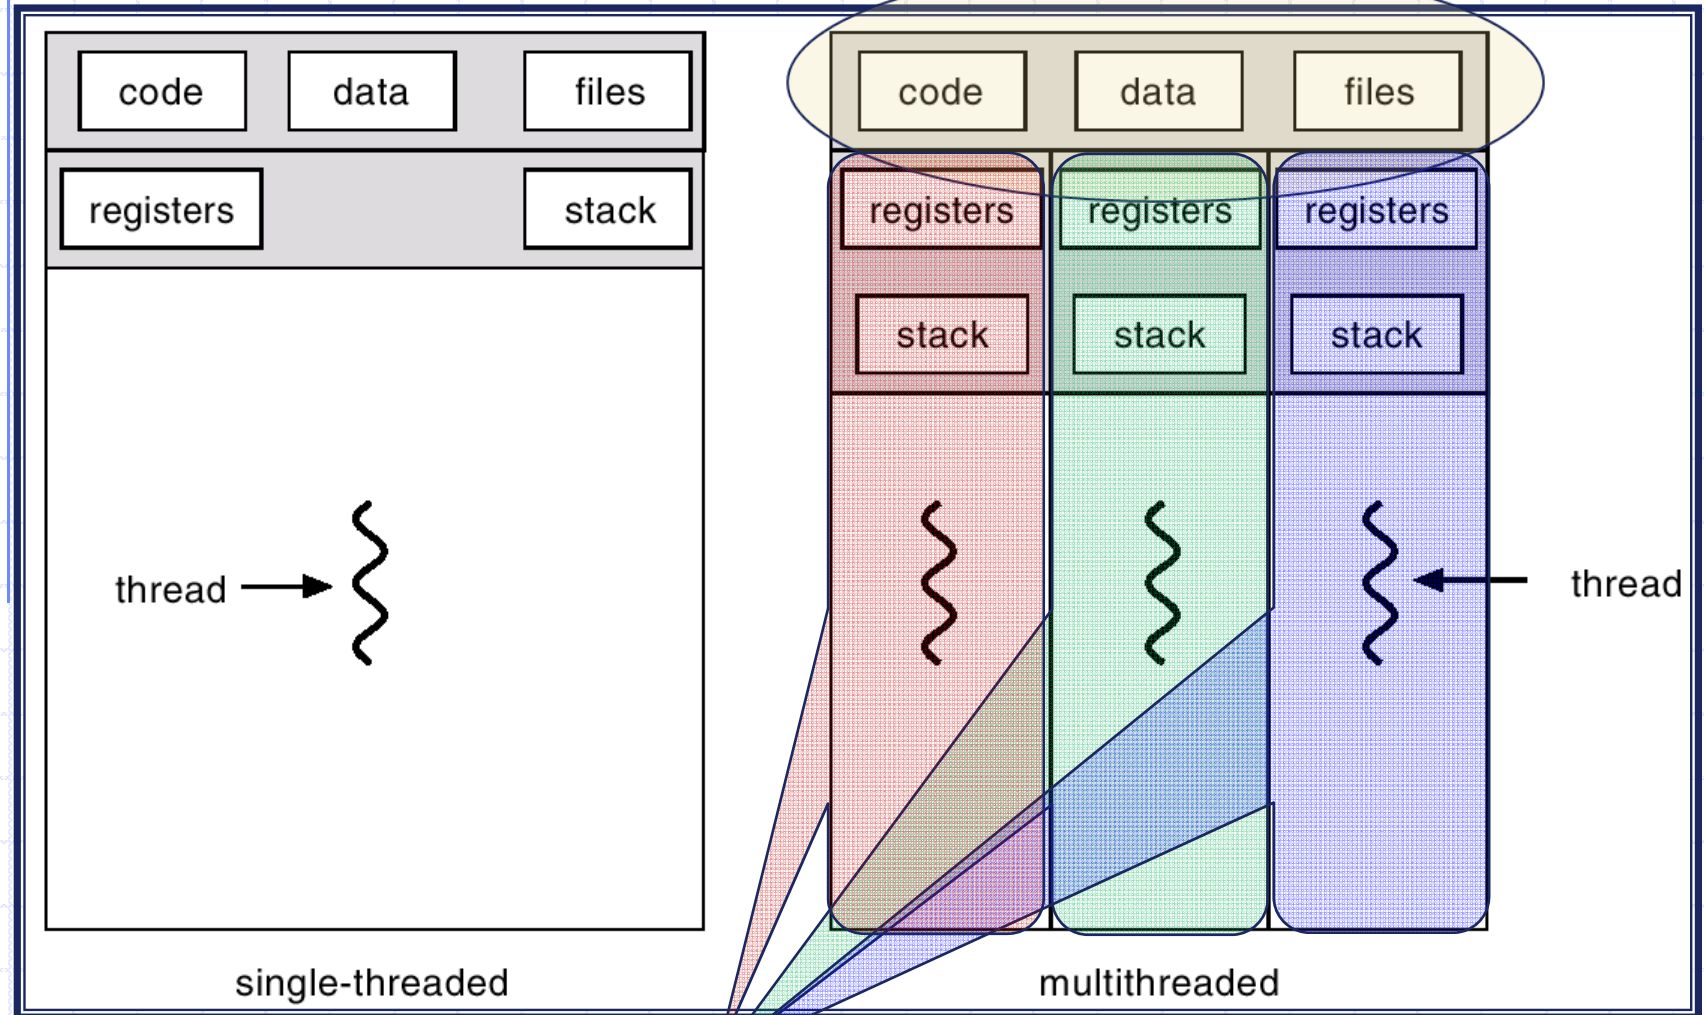 code data files code data files
registers stack registers registers registers
stack stack stack
thread thread
single-threaded multithreaded